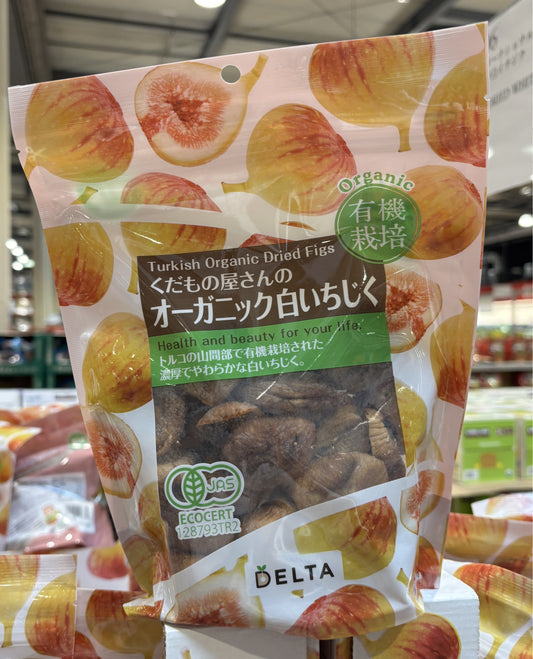 Organic
有機
栽培
Turkish Organic Dried Figs
くだもの屋さんの
オーガニック白いちじく
Health and beauty for your life.
トルコの山間部で有機栽培された
濃厚でやわらかな白いちじく。
JAS
ECOCERT
128793TR2
DELTA